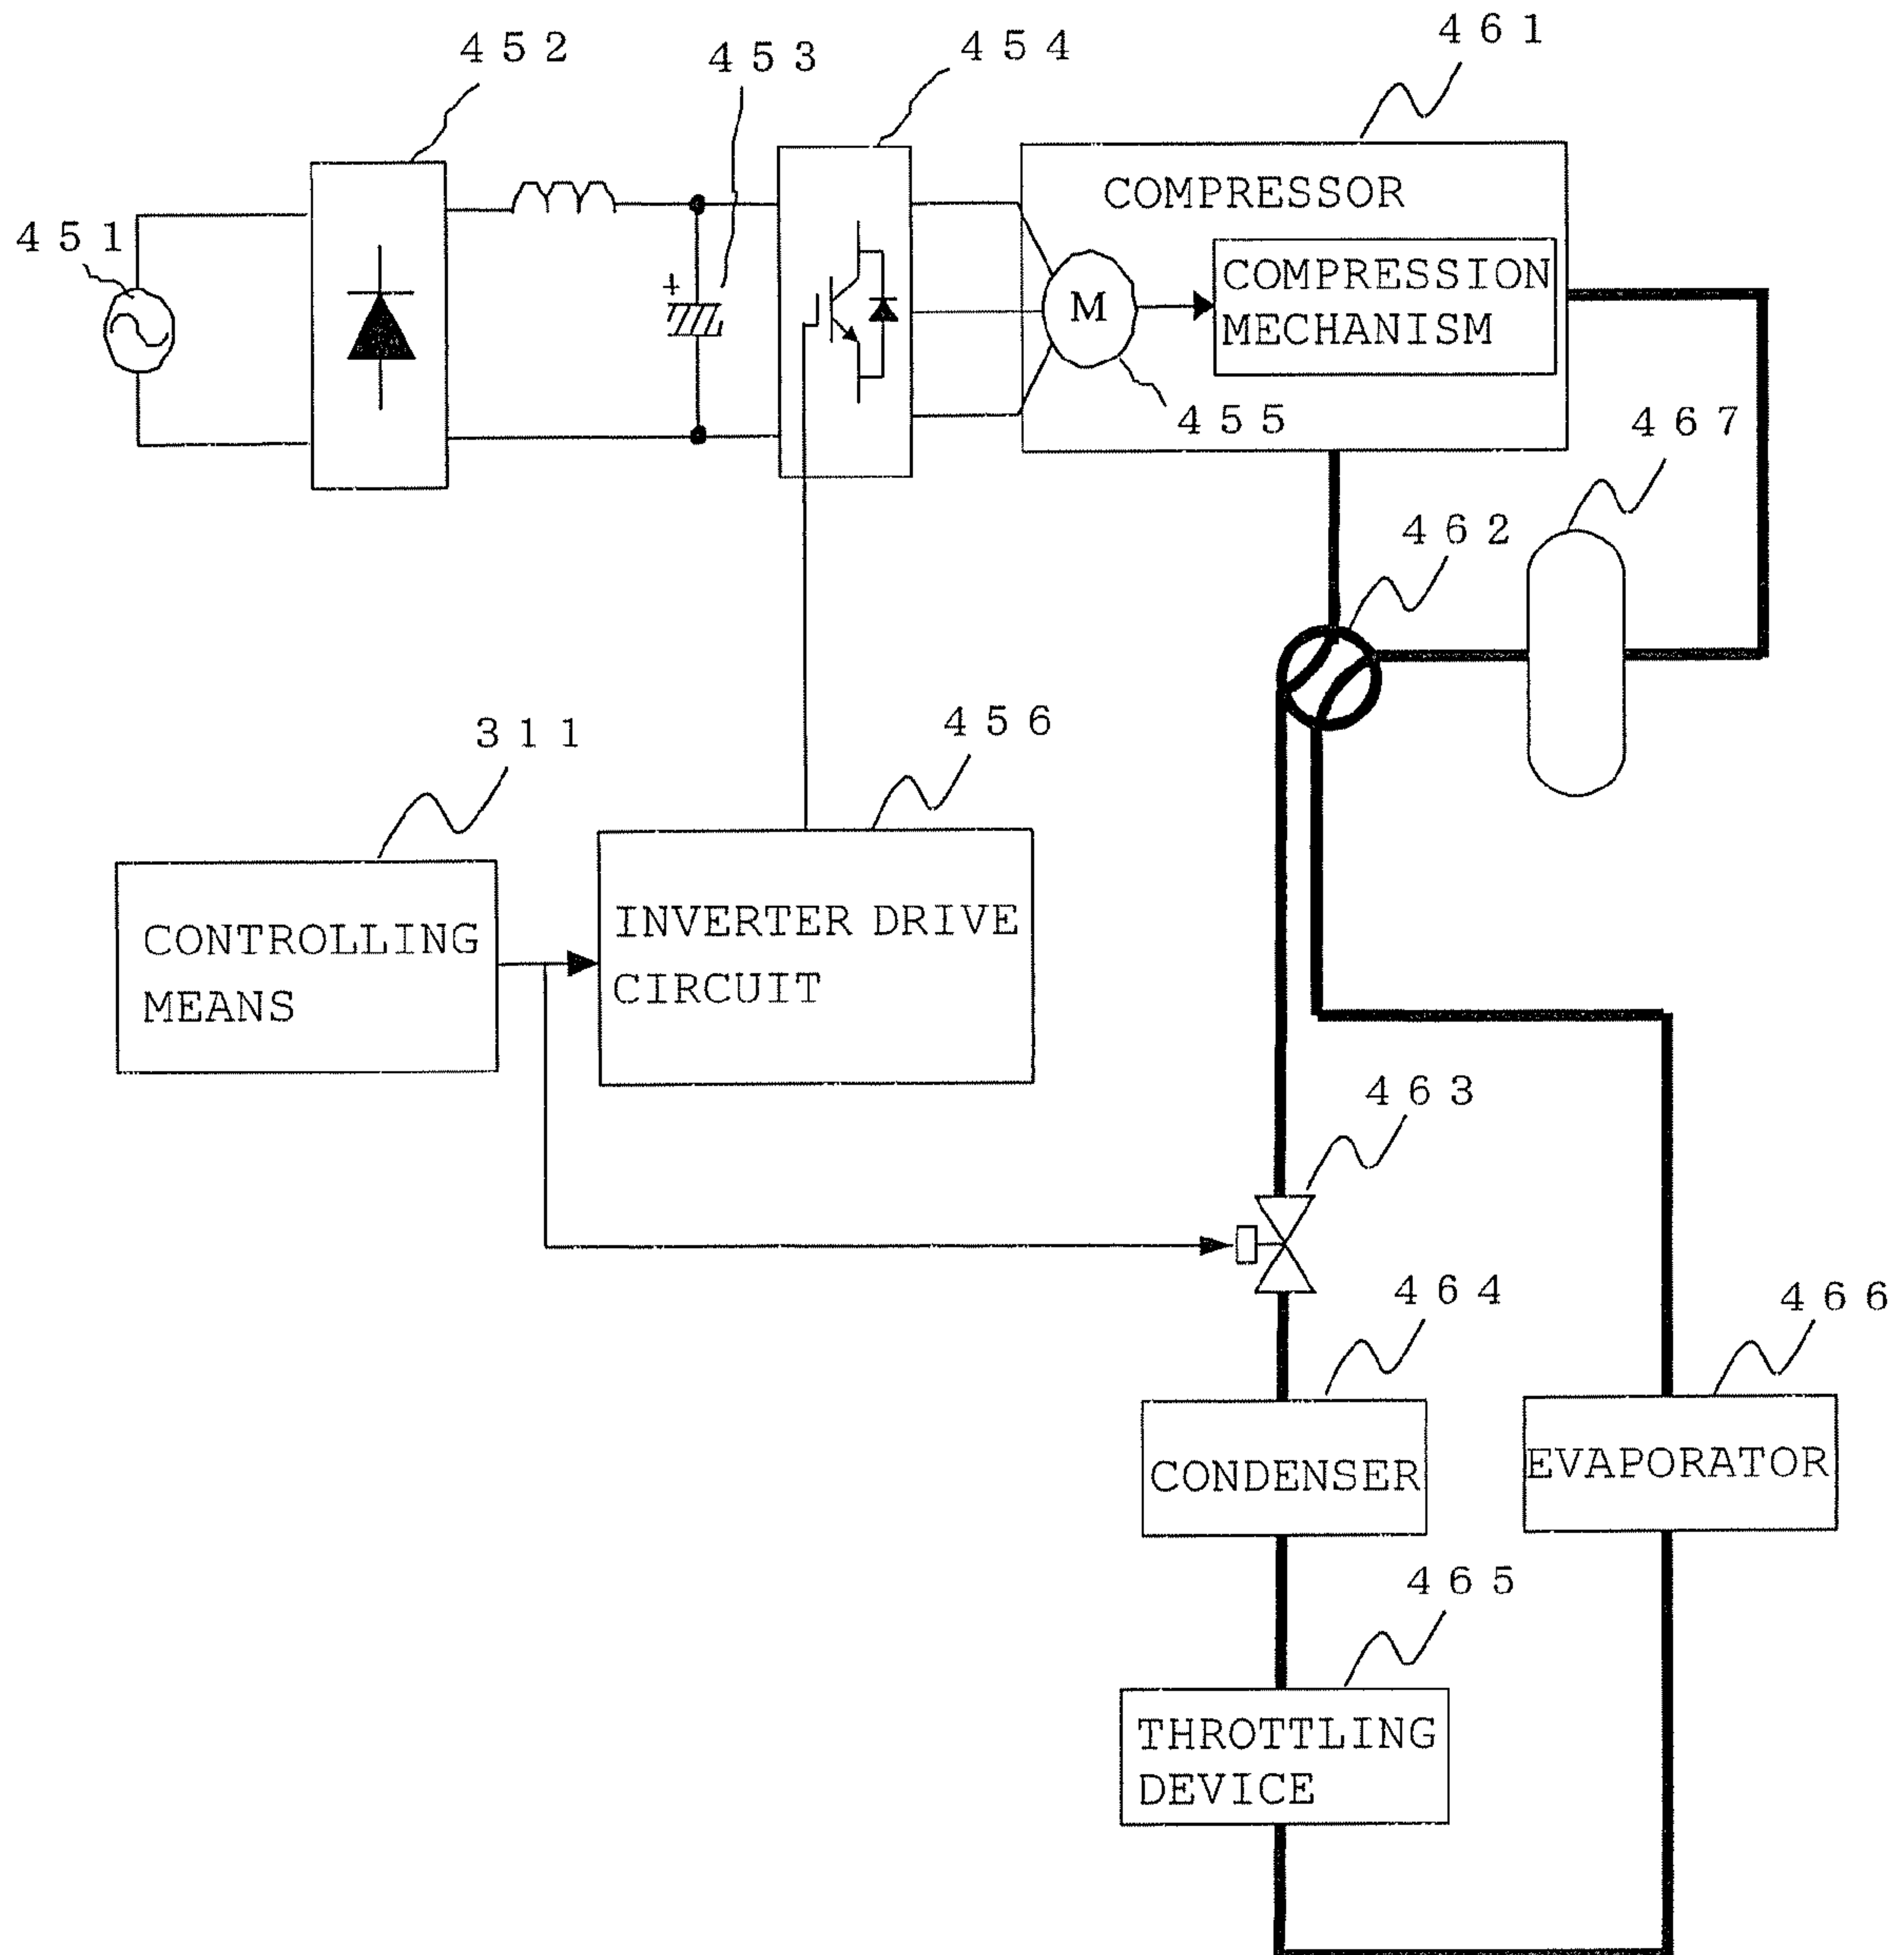 452
453
454
461
451
COMPRESSOR
COMPRESSION
MECHANISM
+
M
455
467
462
311
456
CONTROLLING
MEANS
INVERTER DRIVE
CIRCUIT
463
464
466
CONDENSER
EVAPORATOR
465
THROTTLING
DEVICE